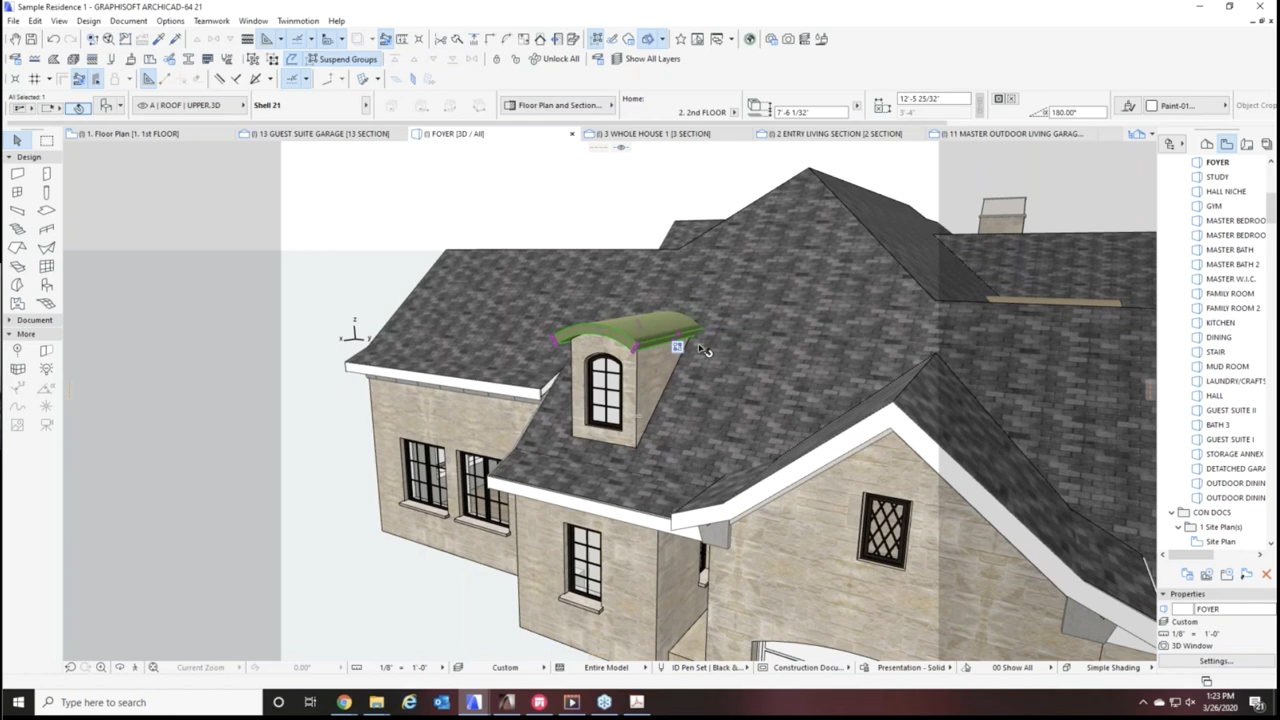 Sample Residence 1 - GRAPHISOFT ARCHICAD-64 21
File Edit View Design Document Options Teamwork Window Twinmotion Help
Suspend Groups
Unlock All
Show All Layers
All Selected: 1
A | ROOF | UPPER.3D
Shell 21
Floor Plan and Section...
Home:
2. 2nd FLOOR
7'-6 1/32"
12'-5 25/32"
3'-4"
180.00°
Paint-01...
Object Crop
(I) 1. Floor Plan [1. 1st FLOOR]
(I) 13 GUEST SUITE GARAGE [13 SECTION]
(I) FOYER [3D / All]
(I) 3 WHOLE HOUSE 1 [3 SECTION]
(I) 2 ENTRY LIVING SECTION [2 SECTION]
(I) 11 MASTER OUTDOOR LIVING GARAG...
Design
Document
More
z
x
y
FOYER
STUDY
HALL NICHE
GYM
MASTER BEDROO
MASTER BEDROO
MASTER BATH
MASTER BATH 2
MASTER W.I.C.
FAMILY ROOM
FAMILY ROOM 2
KITCHEN
DINING
STAIR
MUD ROOM
LAUNDRY/CRAFTS
HALL
GUEST SUITE II
BATH 3
GUEST SUITE I
STORAGE ANNEX
DETATCHED GARA
OUTDOOR DININ
OUTDOOR DININ
CON DOCS
1 Site Plan(s)
Site Plan
Properties
FOYER
Custom
1/8" = 1'-0"
3D Window
Settings...
Current Zoom
0.00°
1/8" = 1'-0"
Custom
Entire Model
ID Pen Set | Black &...
Construction Docu...
Presentation - Solid
00 Show All
Simple Shading
Type here to search
1:23 PM
3/26/2020
21